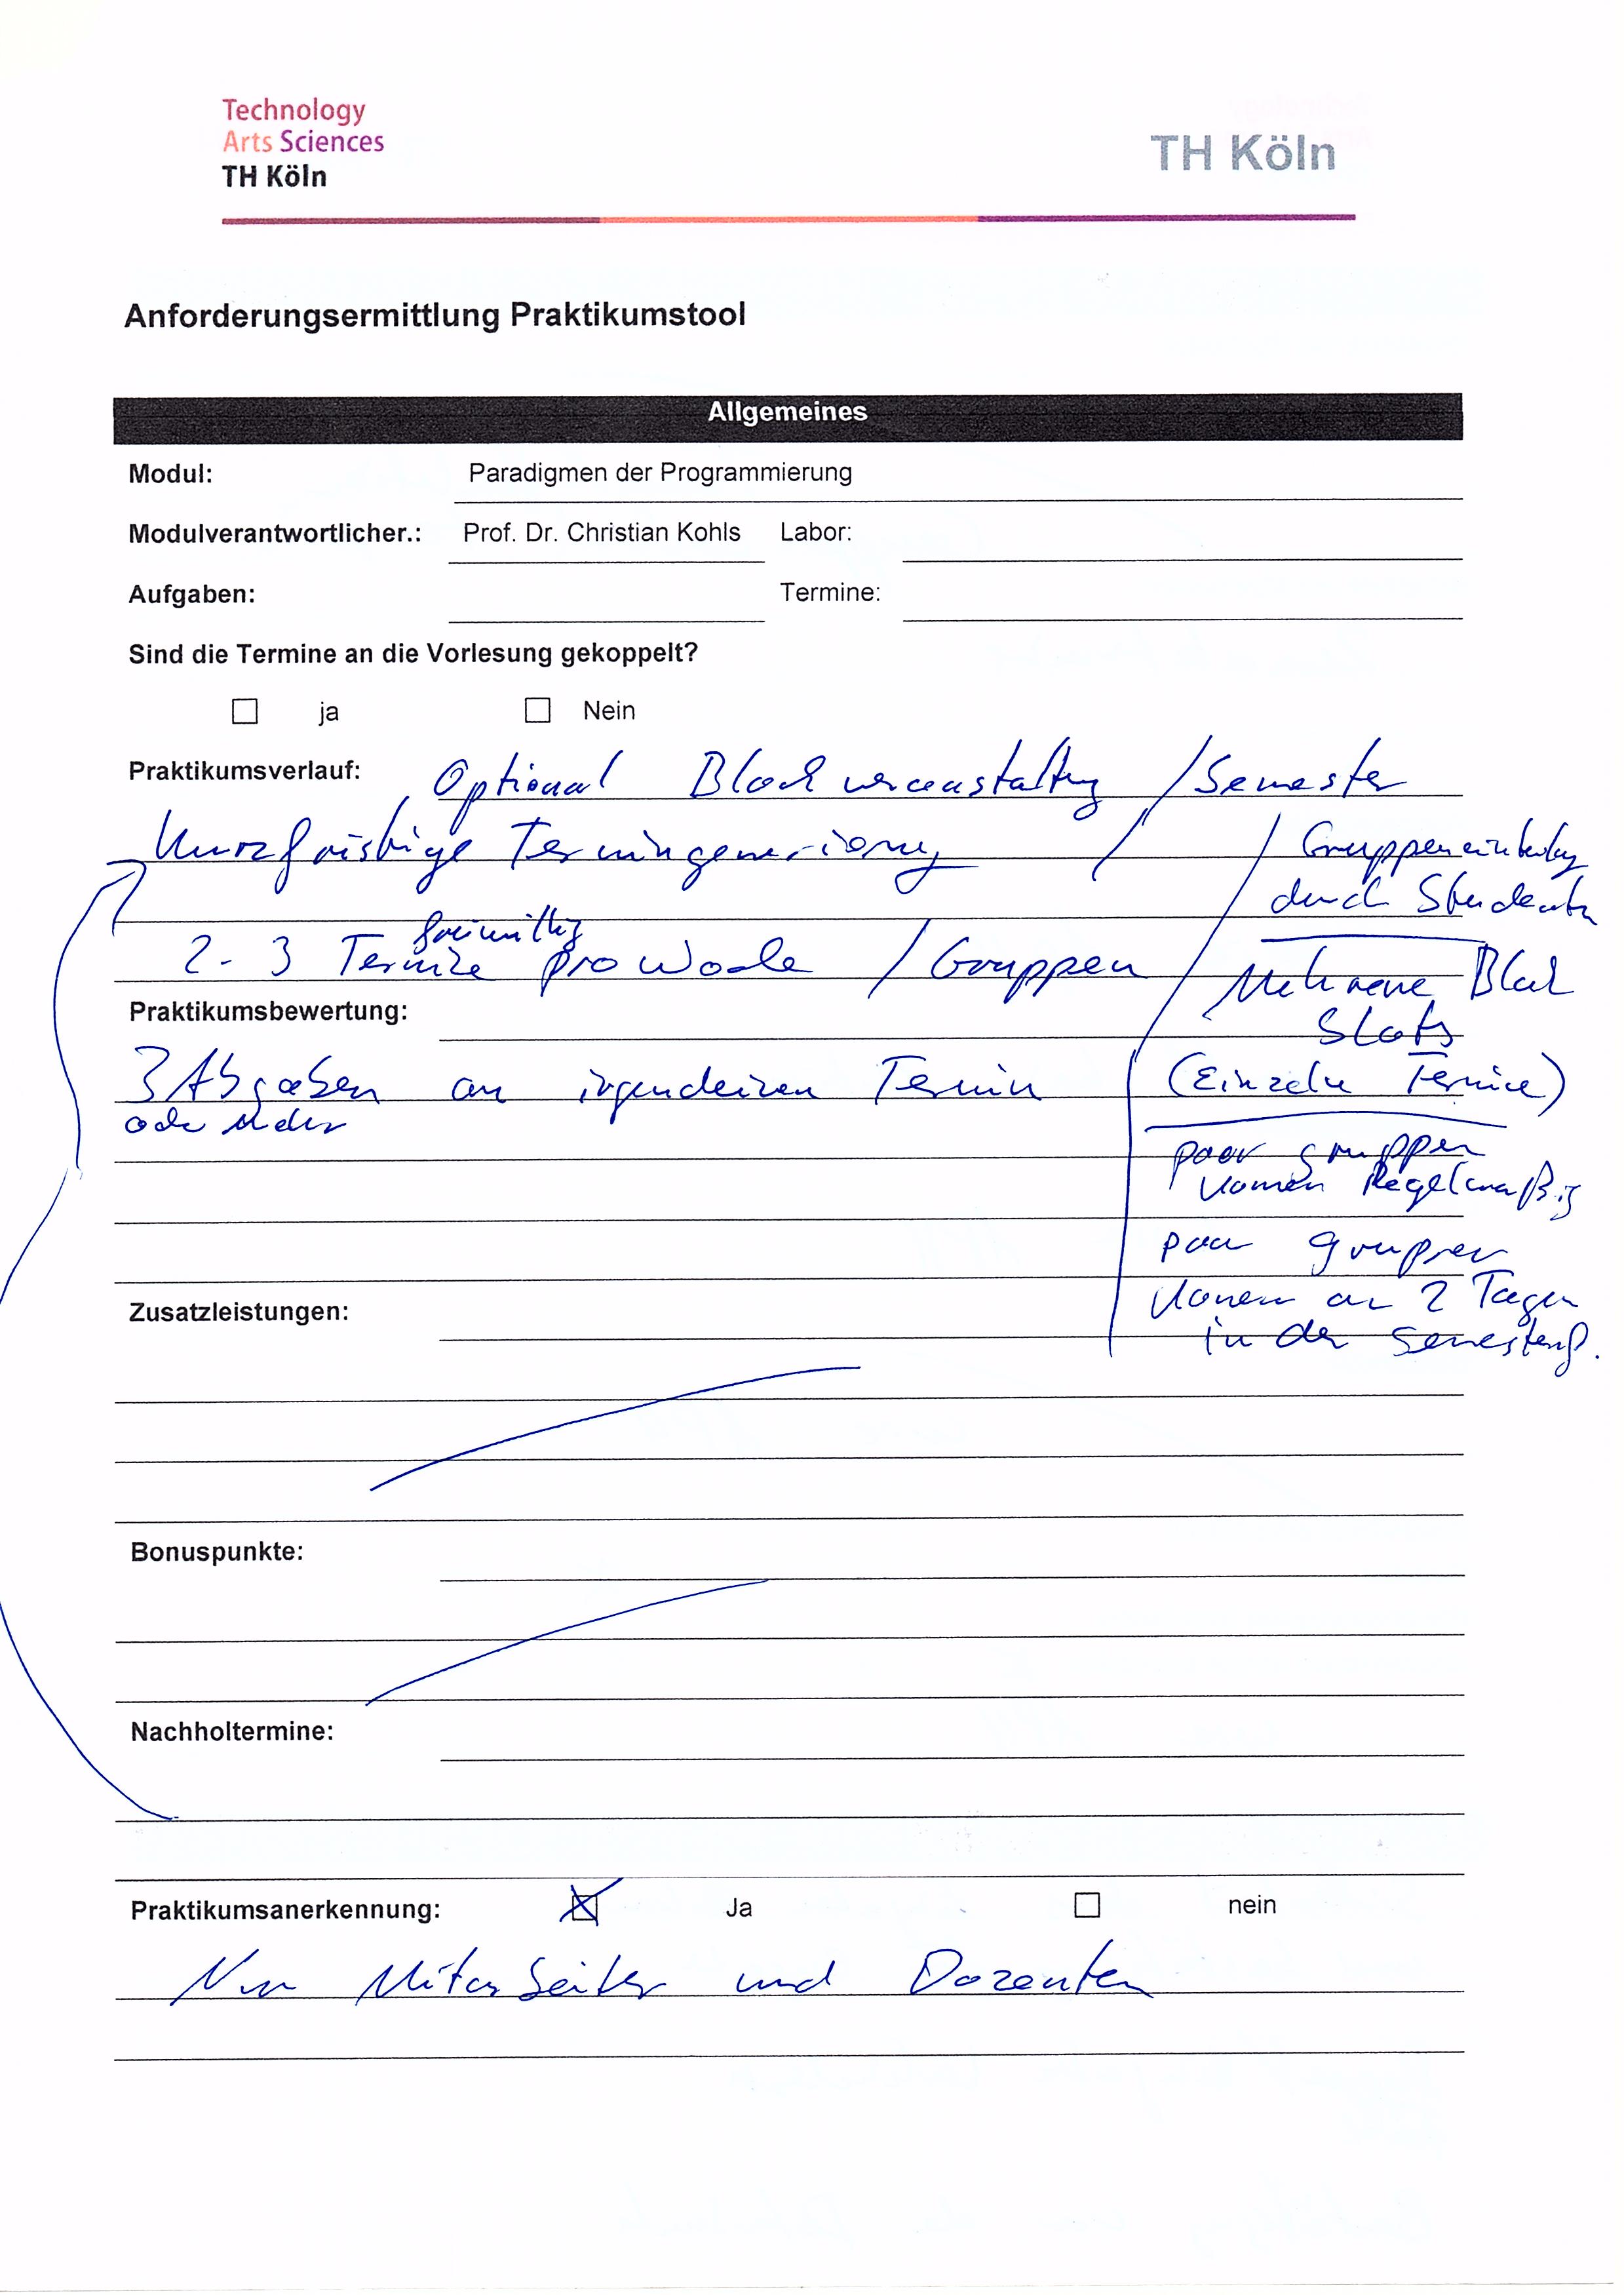 Technology
Arts Sciences
TH Köln
TH Köln
Anforderungsermittlung Praktikumstool
Allgemeines
Modul: Paradigmen der Programmierung
Modulverantwortlicher.: Prof. Dr. Christian Kohls Labor:
Aufgaben: Termine:
Sind die Termine an die Vorlesung gekoppelt?
ja Nein
Praktikumsverlauf: Optional Blockveranstaltung / Semester
Kurzfristige Termingenerierung /
/ Gruppeneinteilung
durch Studenten
freiwillig
2-3 Termine pro Woche / Gruppen
Mehrere Block
Slots
(Einzeln Termine)
Praktikumsbewertung:
3 Abgaben an irgendeinen Termin
oder mehr
paar gruppen
komen Regelmäßig
paar gruppen
komen an 2 Tagen
in der Semesterf.
Zusatzleistungen:
Bonuspunkte:
Nachholtermine:
Praktikumsanerkennung: Ja nein
Nur Mitarbeiter und Dozenten